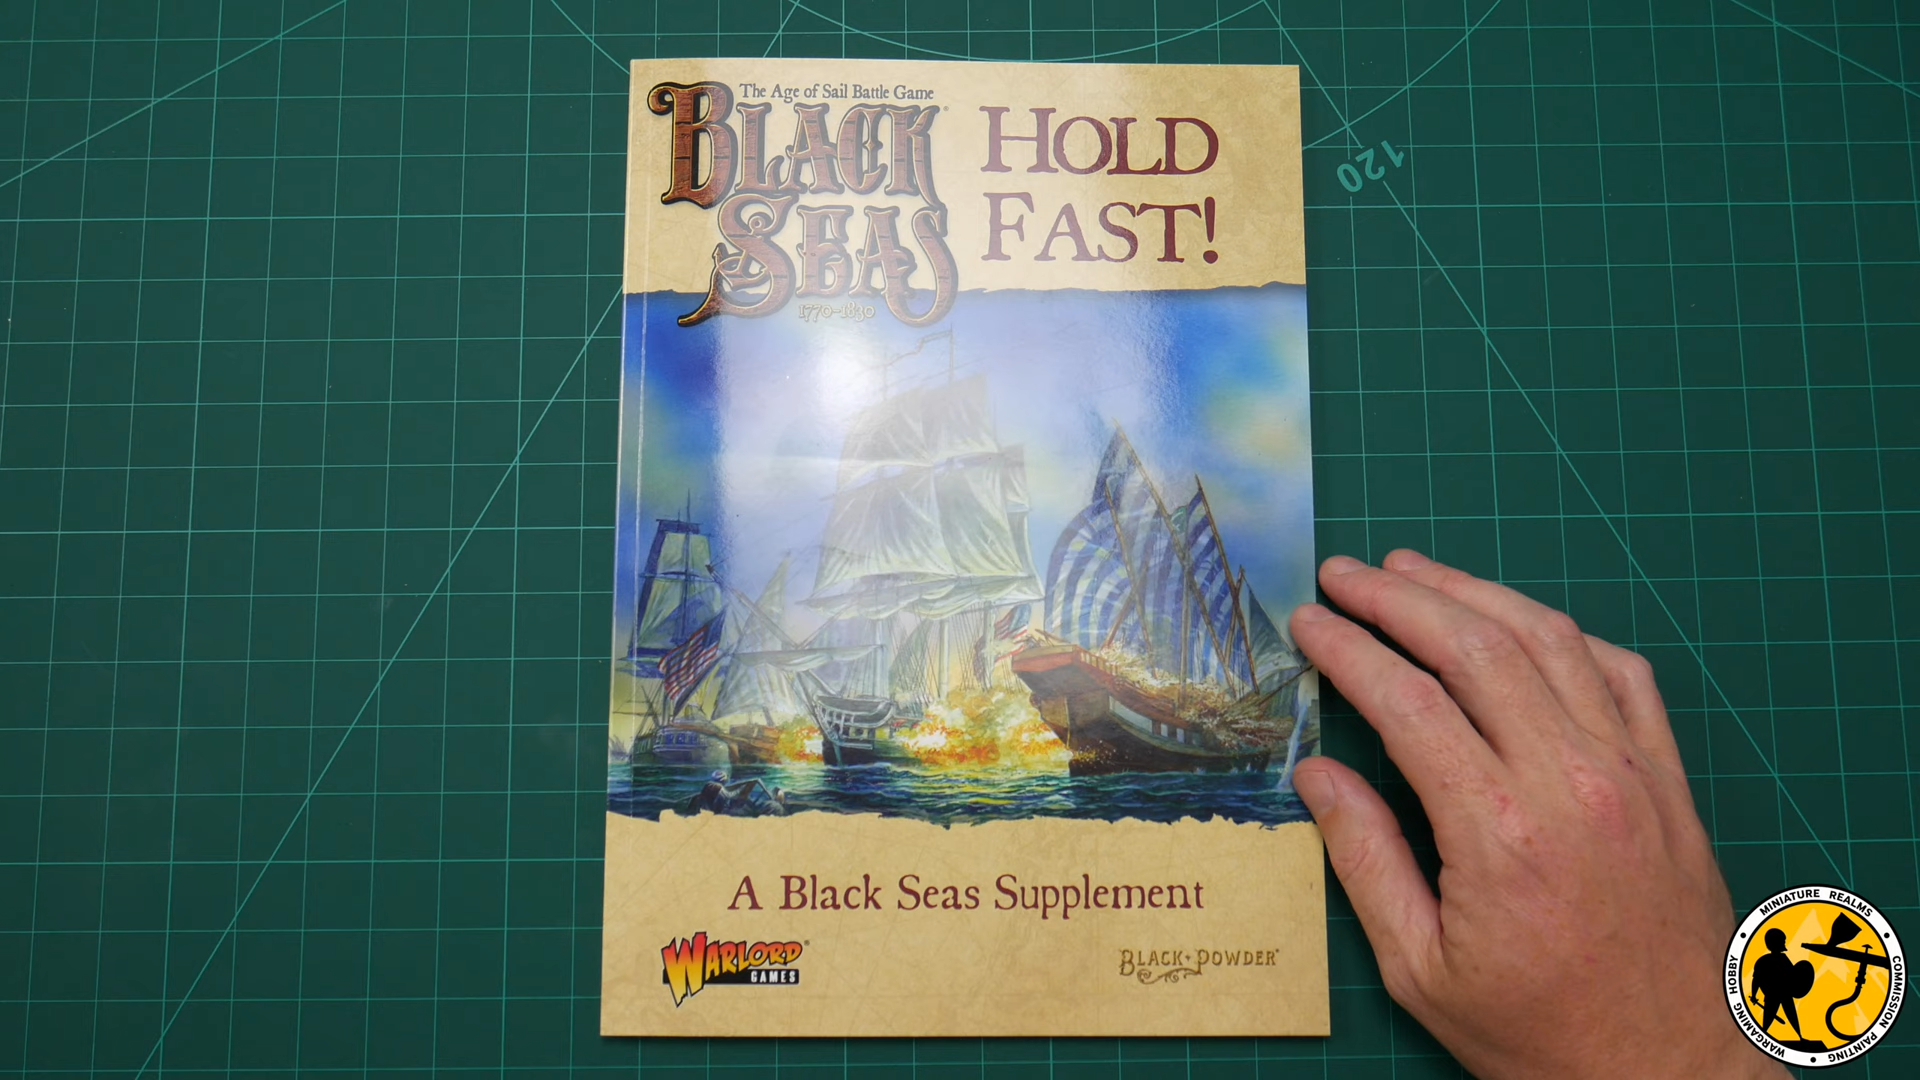 The Age of Sail Battle Game
BLACK
SEAS
1770-1830
HOLD
FAST!
120
A Black Seas Supplement
WARLORD
GAMES
BLACK POWDER
MINIATURE REALMS
WARGAMING HOBBY
COMMISSION PAINTING